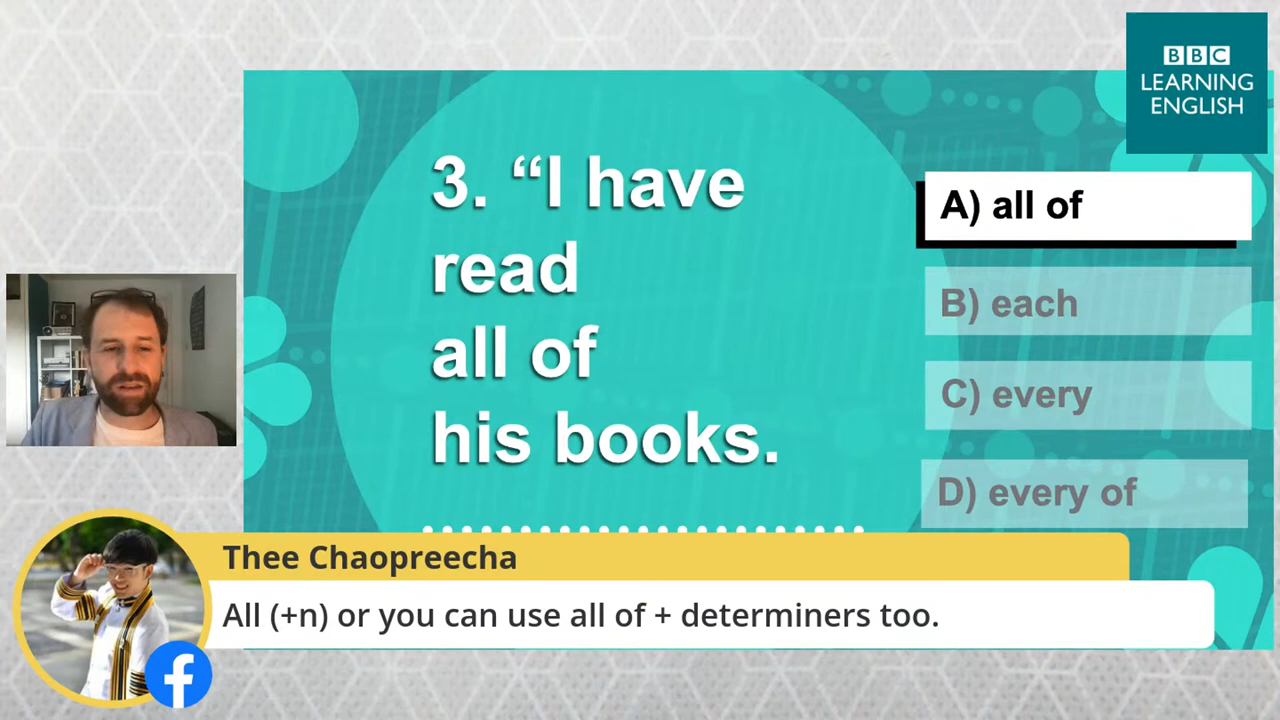 BBC
LEARNING
ENGLISH
3. “I have
read
all of
his books.
A) all of
B) each
C) every
D) every of
Thee Chaopreecha
All (+n) or you can use all of + determiners too.